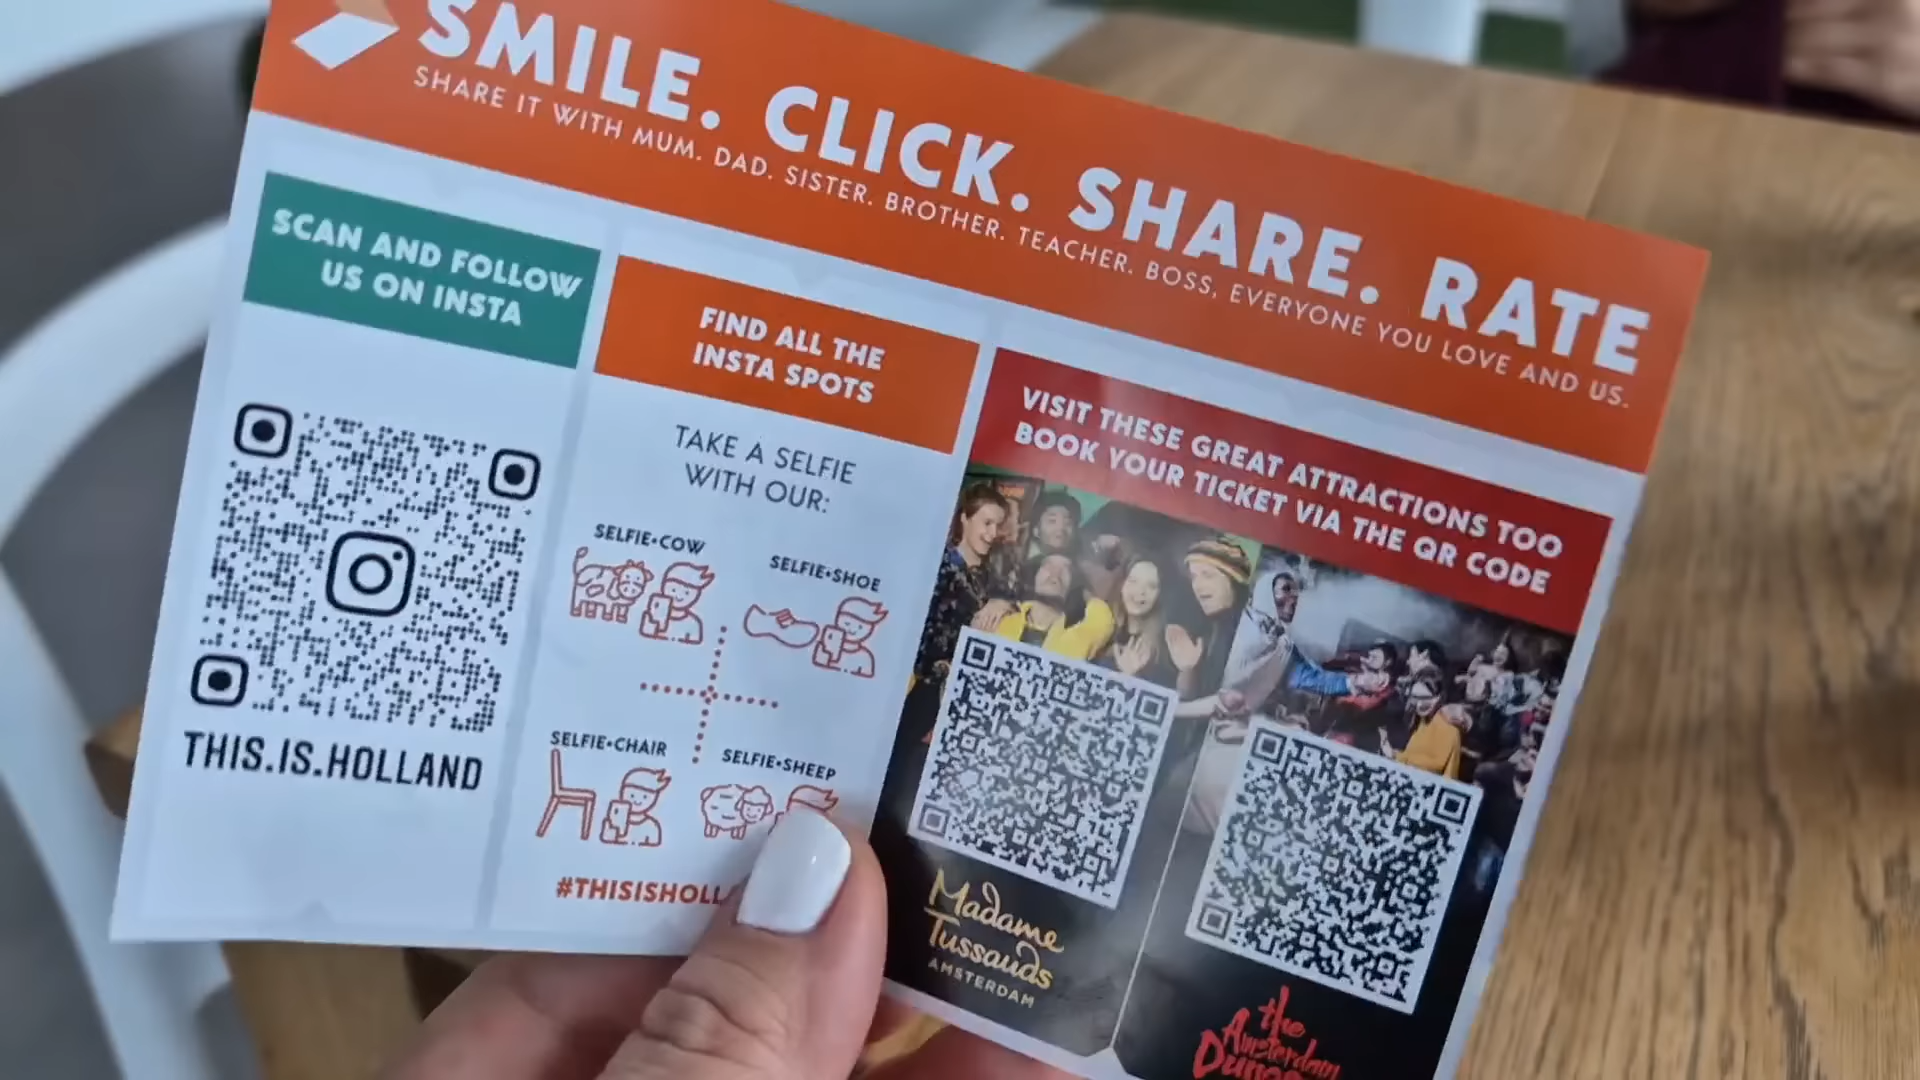 SMILE. CLICK. SHARE. RATE
SHARE IT WITH MUM. DAD. SISTER. BROTHER. TEACHER. BOSS, EVERYONE YOU LOVE AND US.
SCAN AND FOLLOW
US ON INSTA
THIS.IS.HOLLAND
FIND ALL THE
INSTA SPOTS
TAKE A SELFIE
WITH OUR:
SELFIE•COW
SELFIE•SHOE
SELFIE•CHAIR
SELFIE•SHEEP
#THISISHOLL
VISIT THESE GREAT ATTRACTIONS TOO
BOOK YOUR TICKET VIA THE QR CODE
Madame
Tussauds
AMSTERDAM
the
Amsterdam